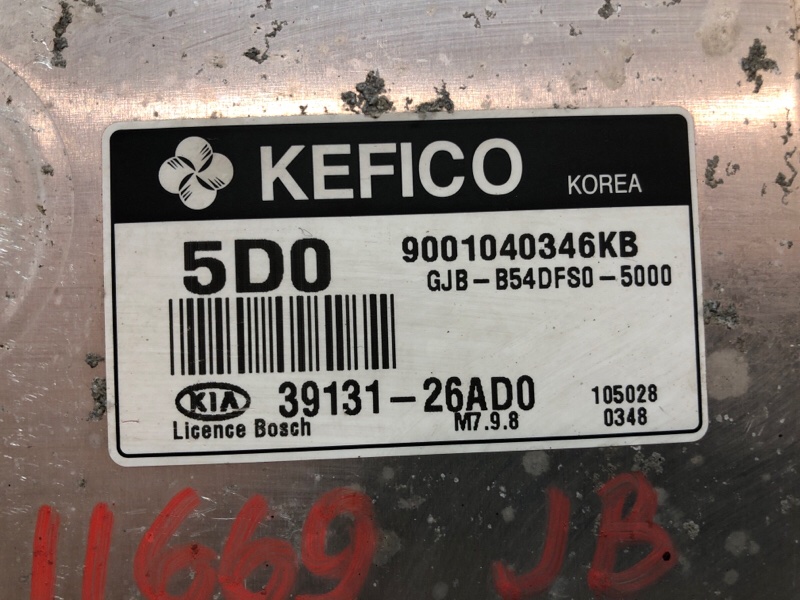 KEFICO KOREA
5D0 9001040346KB
GJB-B54DFS0-5000
KIA 39131-26AD0 105028
Licence Bosch M7.9.8 0348
11669 JB